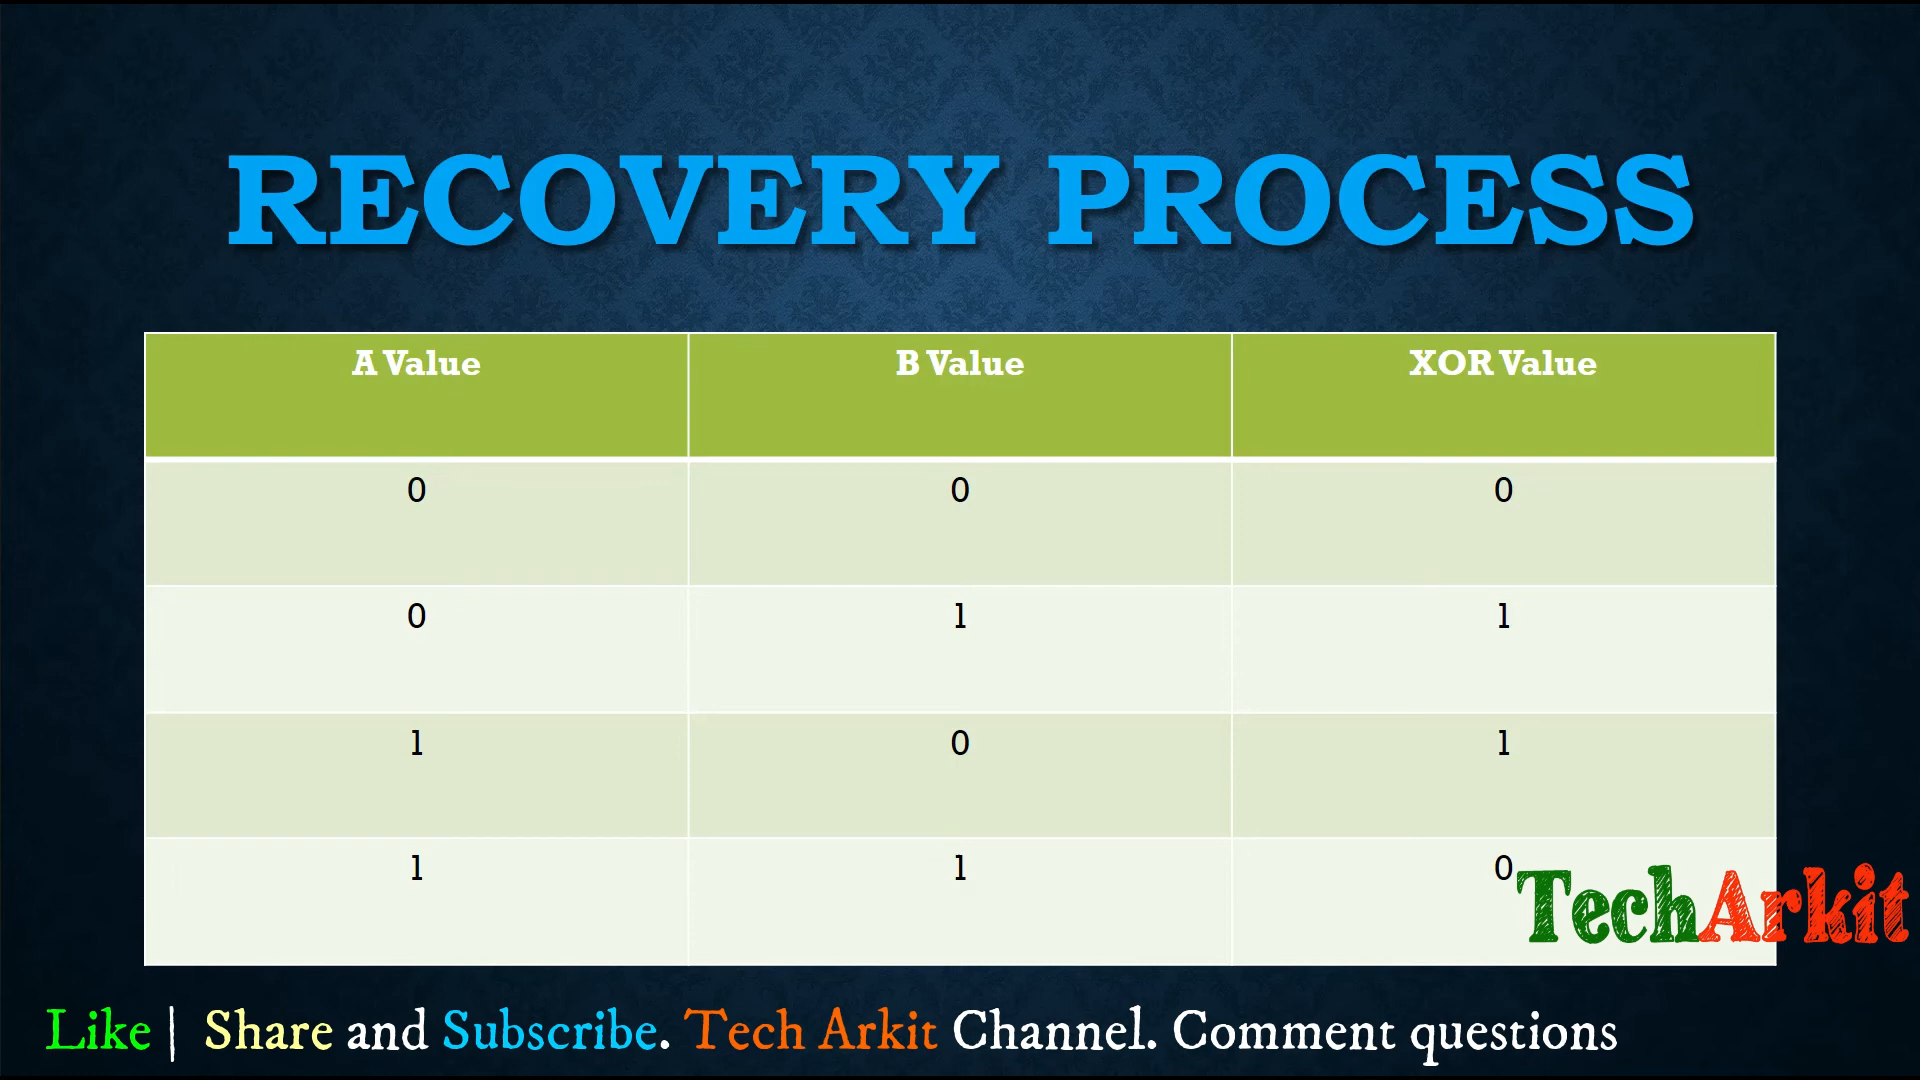 RECOVERY PROCESS
A Value B Value XOR Value
0 0 0
0 1 1
1 0 1
1 1 0
TechArkit
Like | Share and Subscribe. Tech Arkit Channel. Comment questions